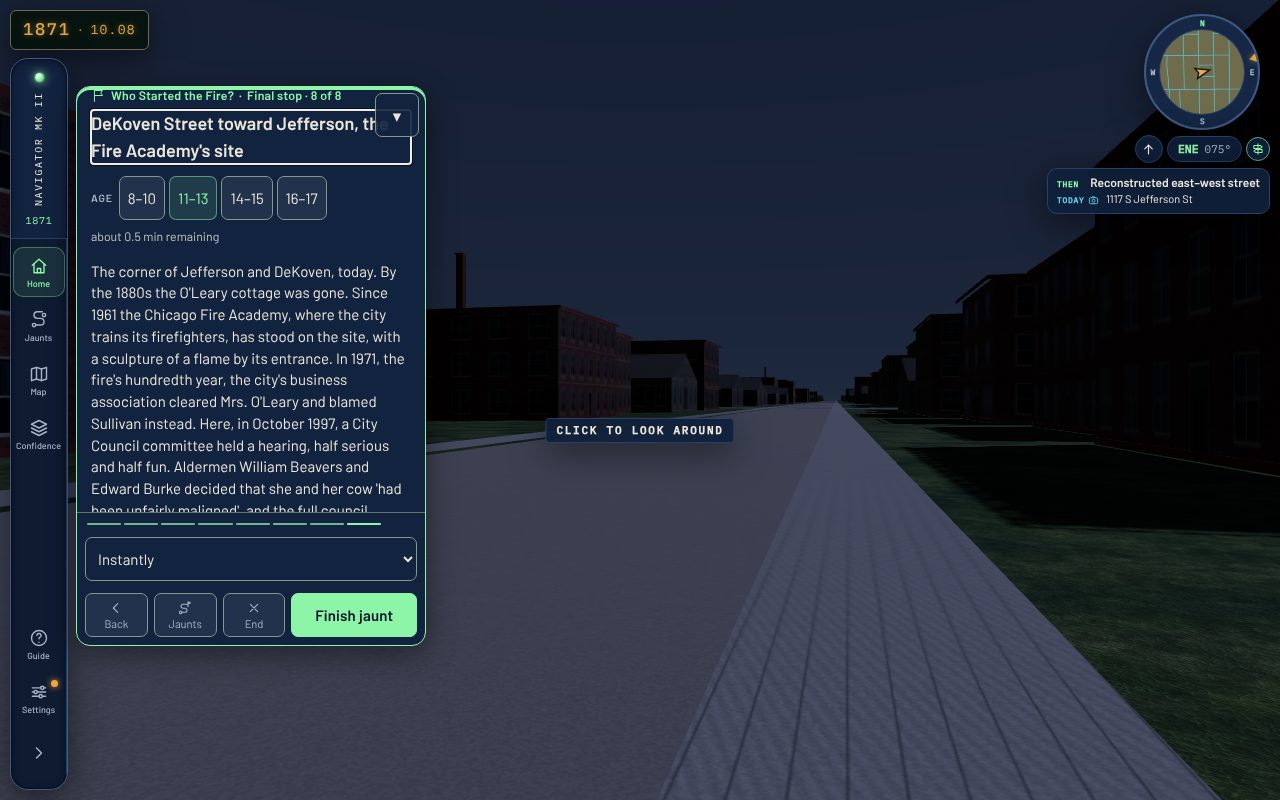 1871 · 10.08
NAVIGATOR MK II
1871
Home
Jaunts
Map
Confidence
Guide
Settings
Who Started the Fire? · Final stop · 8 of 8
DeKoven Street toward Jefferson, the
Fire Academy's site
▼
AGE 8–10 11–13 14–15 16–17
about 0.5 min remaining
The corner of Jefferson and DeKoven, today. By
the 1880s the O'Leary cottage was gone. Since
1961 the Chicago Fire Academy, where the city
trains its firefighters, has stood on the site, with
a sculpture of a flame by its entrance. In 1971, the
fire's hundredth year, the city's business
association cleared Mrs. O'Leary and blamed
Sullivan instead. Here, in October 1997, a City
Council committee held a hearing, half serious
and half fun. Aldermen William Beavers and
Edward Burke decided that she and her cow 'had
been unfairly maligned', and the full council
Instantly
Back
Jaunts
End
Finish jaunt
CLICK TO LOOK AROUND
N
W
E
S
ENE 075°
THEN Reconstructed east–west street
TODAY 1117 S Jefferson St